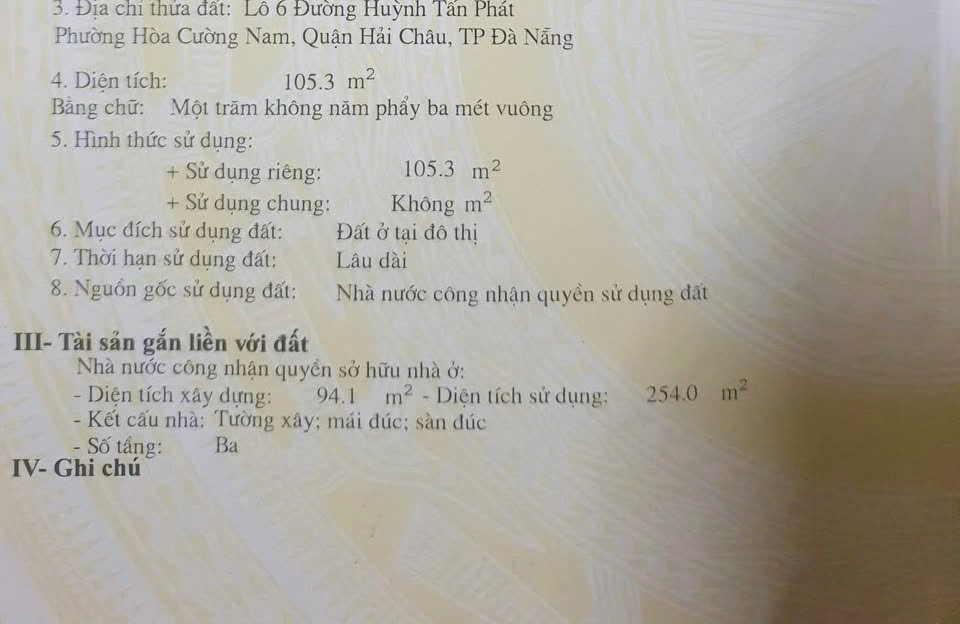 3. Địa chỉ thửa đất: Lô 6 Đường Huỳnh Tấn Phát
Phường Hòa Cường Nam, Quận Hải Châu, TP Đà Nẵng
4. Diện tích: 105.3 m²
Bằng chữ: Một trăm không năm phẩy ba mét vuông
5. Hình thức sử dụng:
+ Sử dụng riêng: 105.3 m²
+ Sử dụng chung: Không m²
6. Mục đích sử dụng đất: Đất ở tại đô thị
7. Thời hạn sử dụng đất: Lâu dài
8. Nguồn gốc sử dụng đất: Nhà nước công nhận quyền sử dụng đất
III- Tài sản gắn liền với đất
Nhà nước công nhận quyền sở hữu nhà ở:
- Diện tích xây dựng: 94.1 m² - Diện tích sử dụng: 254.0 m²
- Kết cấu nhà: Tường xây; mái đúc; sàn đúc
- Số tầng: Ba
IV- Ghi chú